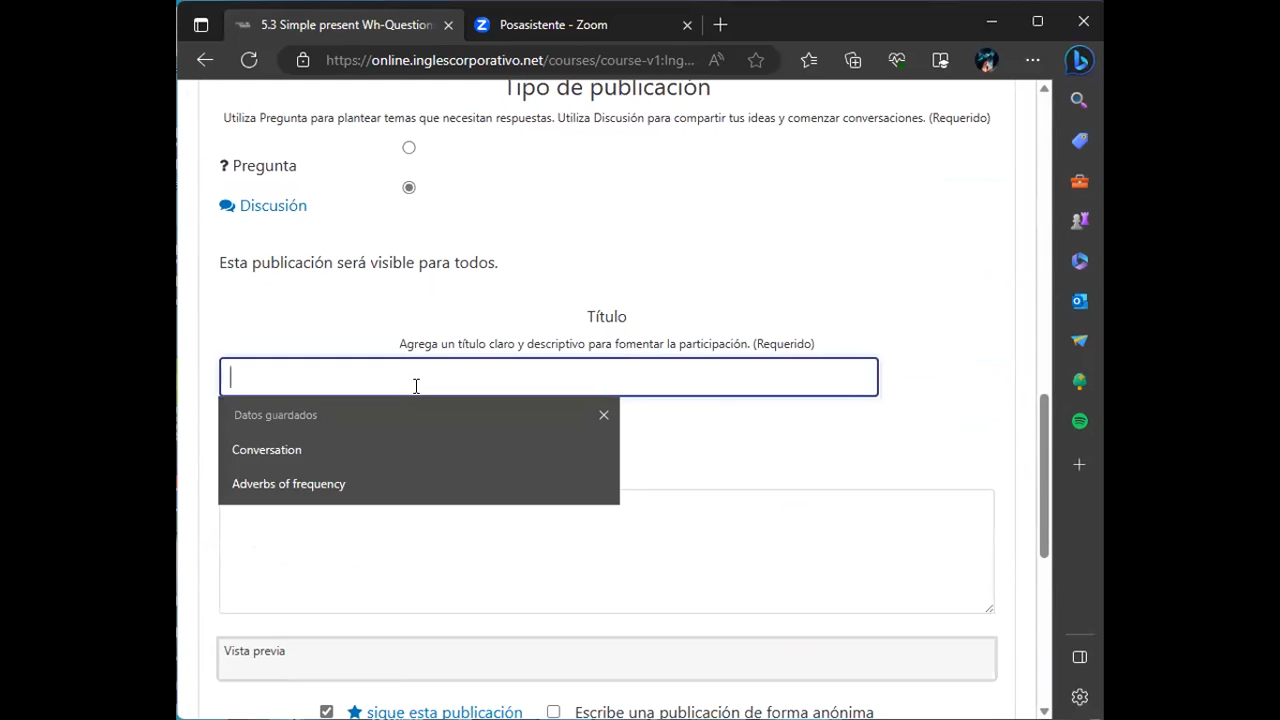 5.3 Simple present Wh-Question
Posasistente - Zoom
https://online.inglescorporativo.net/courses/course-v1:Ing...
Tipo de publicación
Utiliza Pregunta para plantear temas que necesitan respuestas. Utiliza Discusión para compartir tus ideas y comenzar conversaciones. (Requerido)
? Pregunta
Discusión
Esta publicación será visible para todos.
Título
Agrega un título claro y descriptivo para fomentar la participación. (Requerido)
Datos guardados
Conversation
Adverbs of frequency
Vista previa
sigue esta publicación
Escribe una publicación de forma anónima